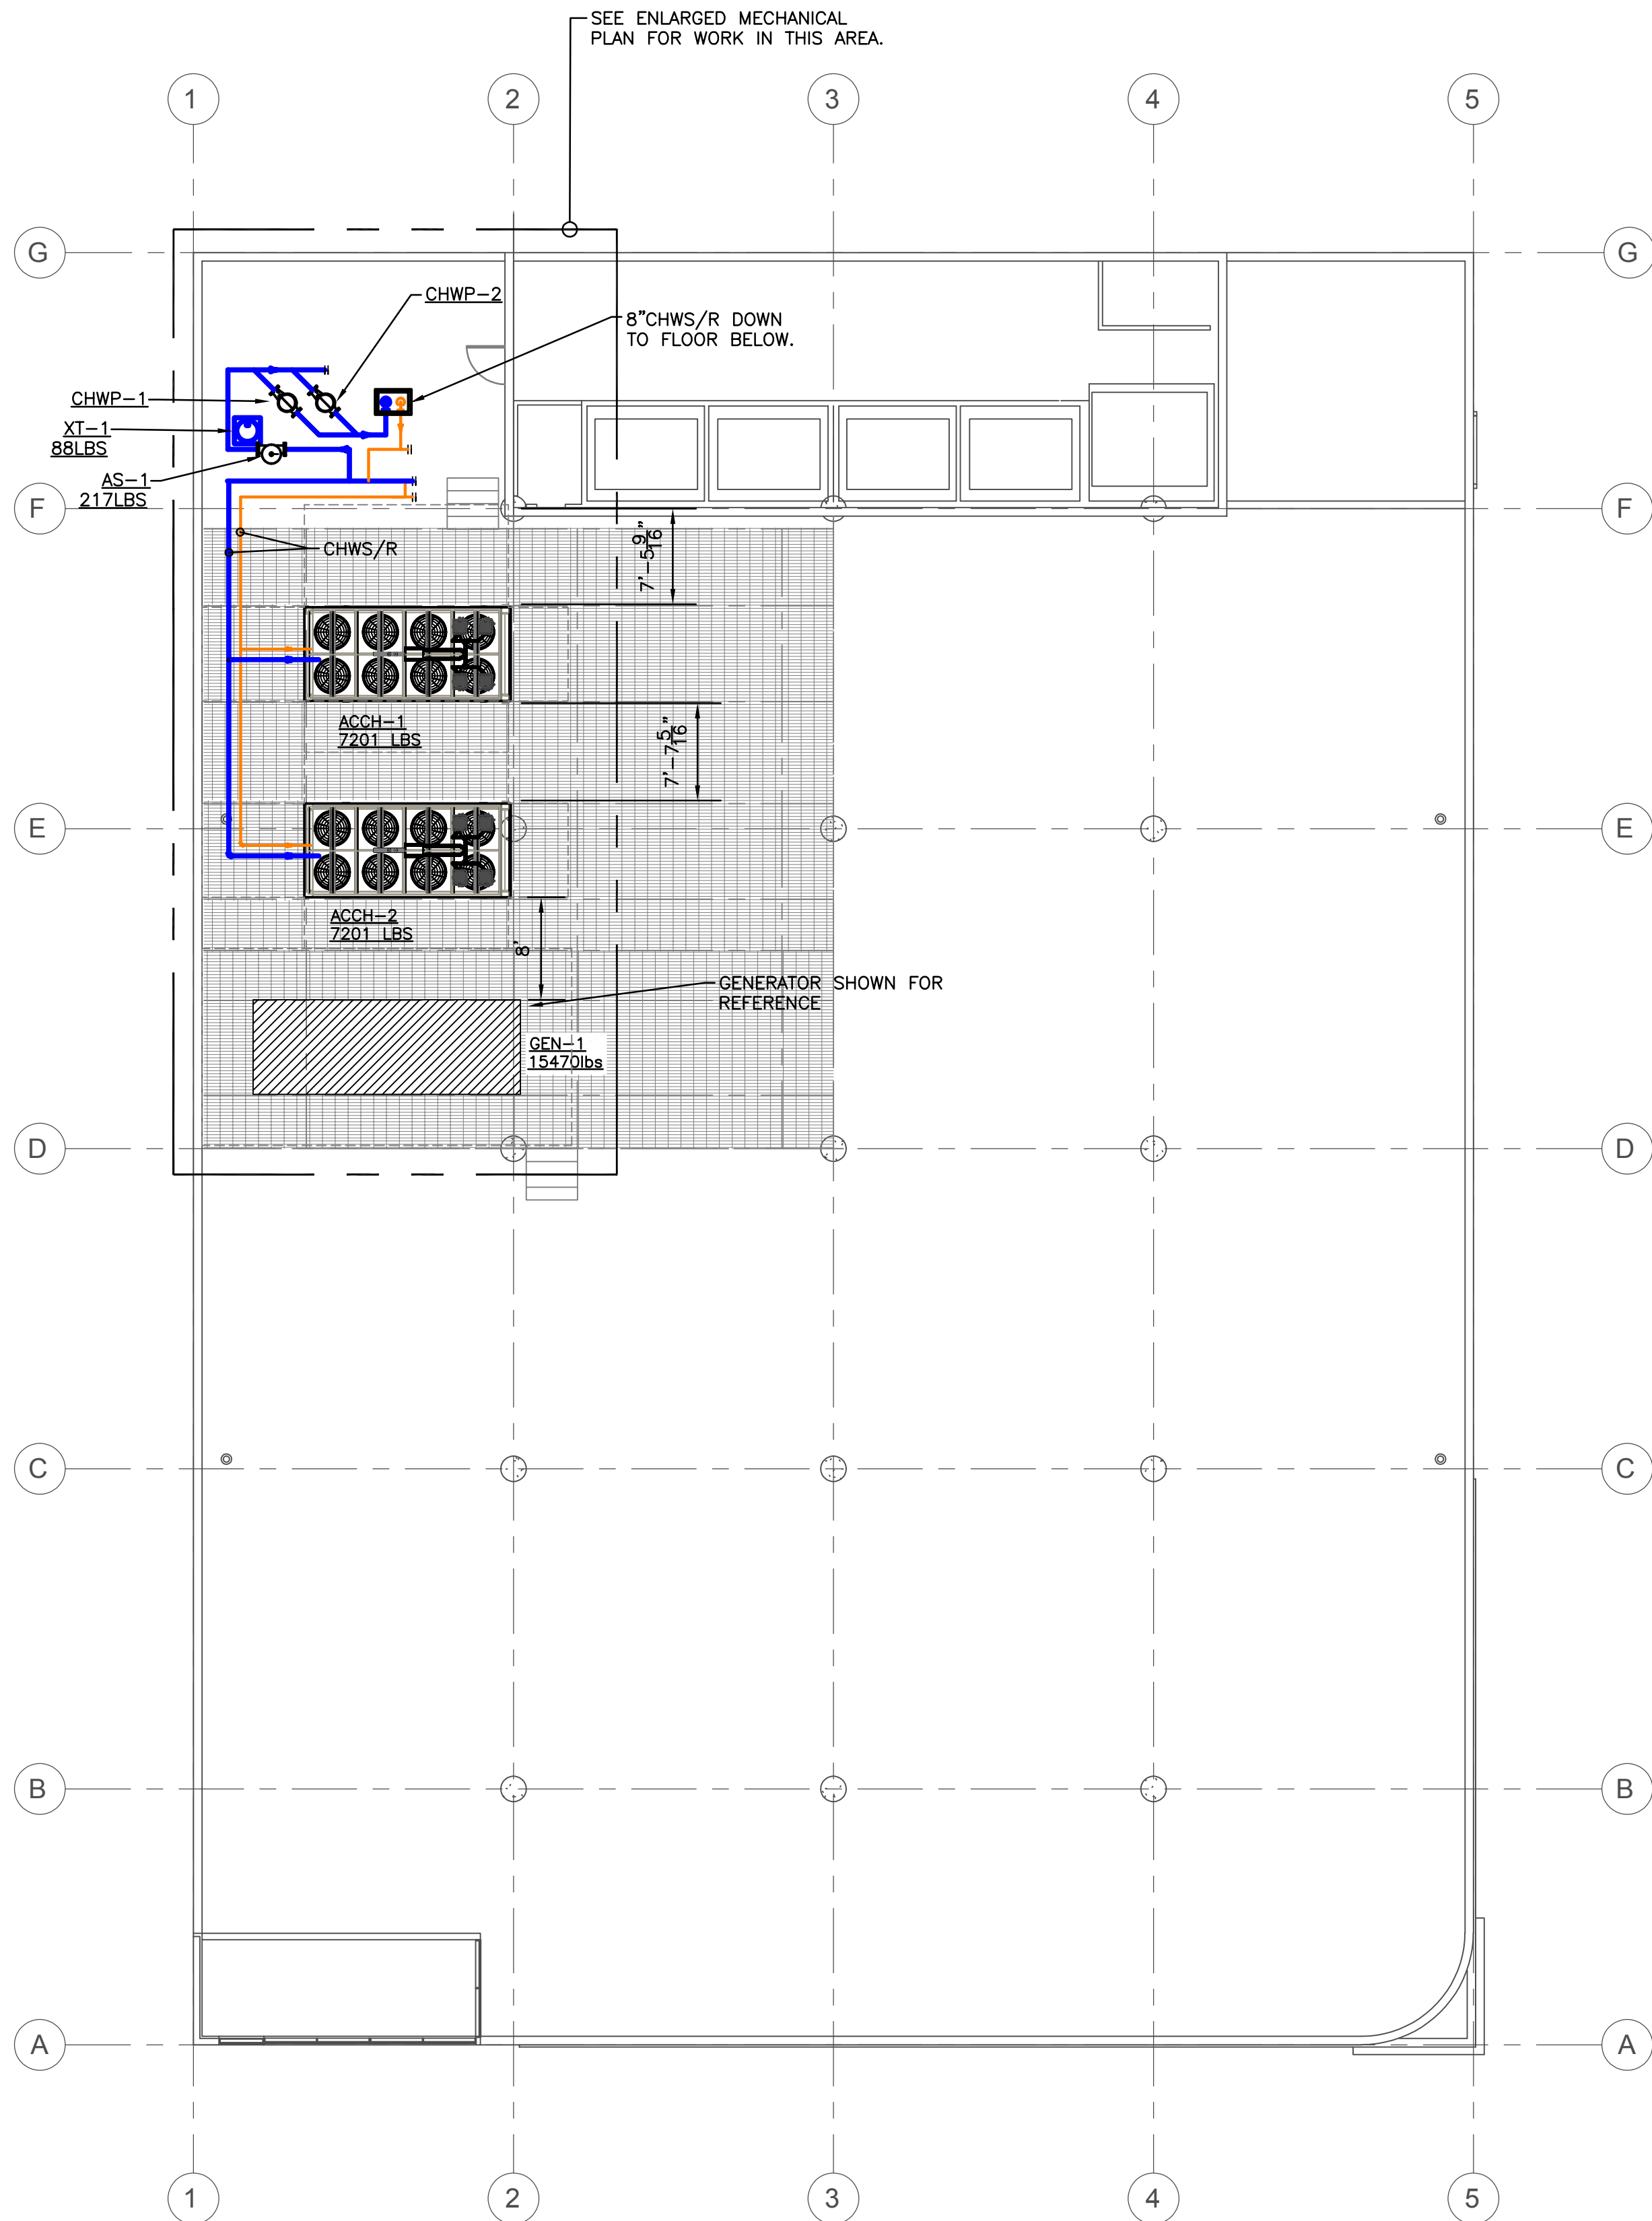 SEE ENLARGED MECHANICAL
PLAN FOR WORK IN THIS AREA.
1
2
3
4
5
G
G
CHWP-2
8"CHWS/R DOWN
TO FLOOR BELOW.
CHWP-1
XT-1
88LBS
AS-1
217LBS
F
F
CHWS/R
7'-5 9/16"
ACCH-1
7201 LBS
7'-7 5/16"
E
E
ACCH-2
7201 LBS
8'
GENERATOR SHOWN FOR
REFERENCE
GEN-1
15470lbs
D
D
C
C
B
B
A
A
1
2
3
4
5